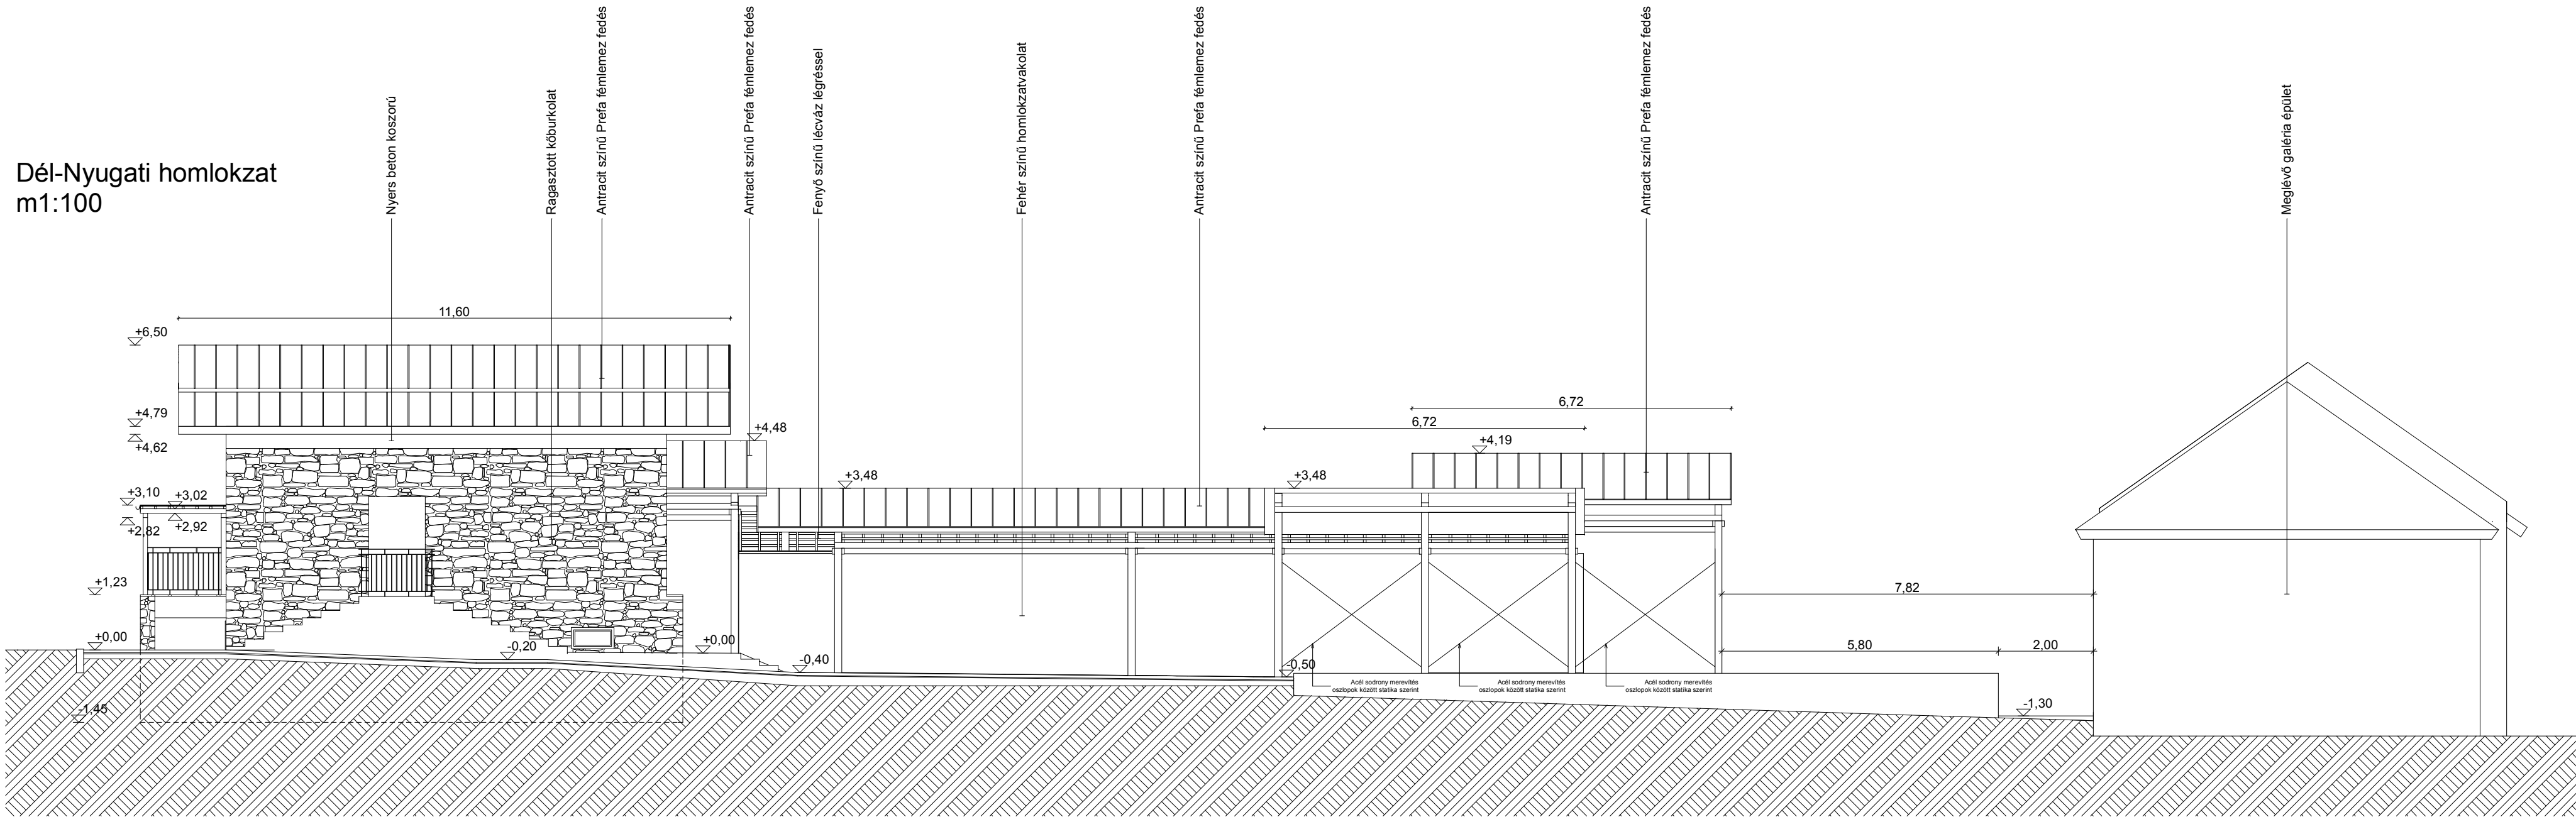 Dél-Nyugati homlokzat
m1:100
Nyers beton koszorú
Ragasztott kőburkolat
Antracit színű Prefa fémlemez fedés
Antracit színű Prefa fémlemez fedés
Fenyő színű lécváz légréssel
Fehér színű homlokzatvakolat
Antracit színű Prefa fémlemez fedés
Antracit színű Prefa fémlemez fedés
Meglévő galéria épület
11,60
+6,50
+4,79
+4,62
+3,10
+3,02
+2,82
+2,92
+1,23
+0,00
-1,45
-0,20
+0,00
-0,40
+4,48
+3,48
+3,48
6,72
6,72
+4,19
-0,50
Acél sodrony merevítés
oszlopok között statika szerint
Acél sodrony merevítés
oszlopok között statika szerint
Acél sodrony merevítés
oszlopok között statika szerint
7,82
5,80
2,00
-1,30